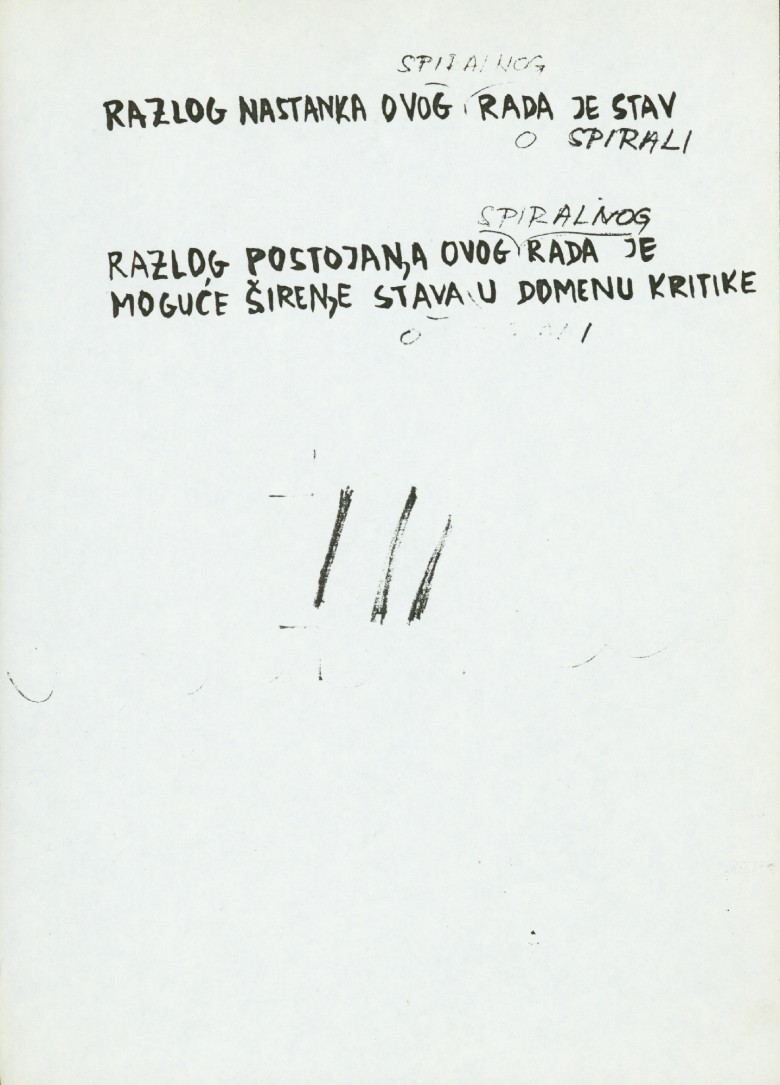 SPIRALNOG
RAZLOG NASTANKA OVOG RADA JE STAV
O SPIRALI
SPIRALNOG
RAZLOG POSTOJANJA OVOG RADA JE
MOGUĆE ŠIRENJE STAVA U DOMENU KRITIKE
O